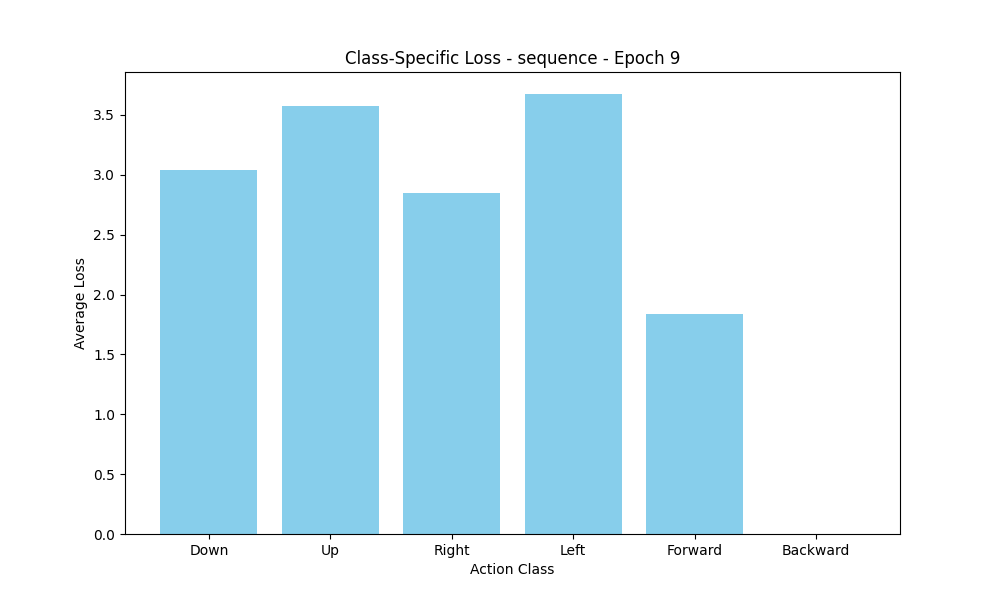 Class-Specific Loss - sequence - Epoch 9
Average Loss
3.5
3.0
2.5
2.0
1.5
1.0
0.5
0.0
Down Up Right Left Forward Backward
Action Class